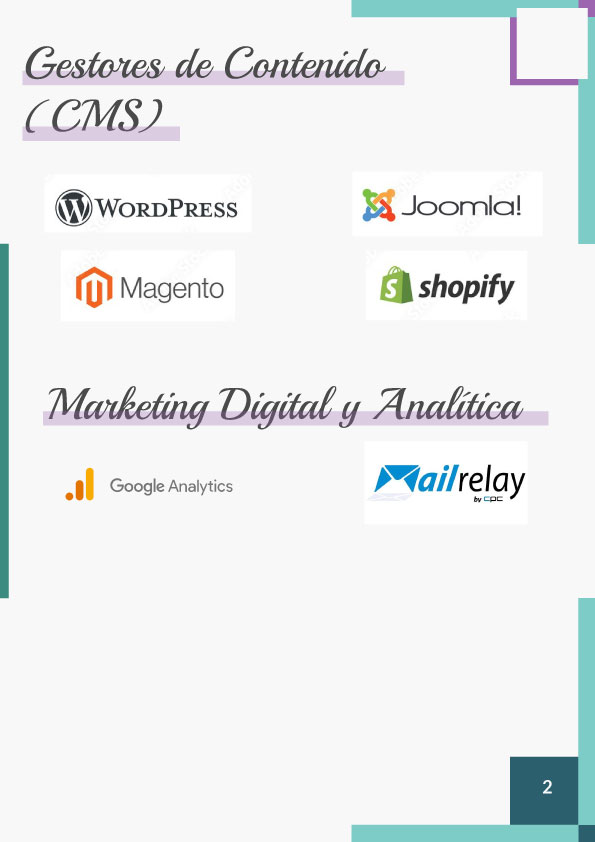 Gestores de Contenido
(CMS)
WORDPRESS
Joomla!
Magento
shopify
Marketing Digital y Analítica
Google Analytics
Mailrelay
by cpc
2